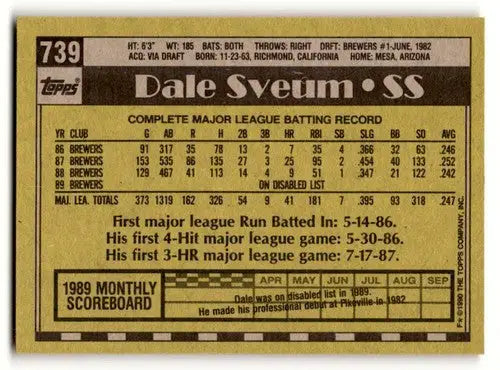 739
HT: 6'3" WT: 185 BATS: BOTH THROWS: RIGHT DRFT: BREWERS #1-JUNE, 1982
ACQ: VIA DRAFT BORN: 11-23-63, RICHMOND, CALIFORNIA HOME: MESA, ARIZONA
topps Dale Sveum • SS
COMPLETE MAJOR LEAGUE BATTING RECORD
YR CLUB G AB R H 2B 3B HR RBI SB SLG BB SO AVG
86 BREWERS 91 317 35 78 13 2 7 35 4 .366 32 63 .246
87 BREWERS 153 535 86 135 27 3 25 95 2 .454 40 133 .252
88 BREWERS 129 467 41 113 14 4 9 51 1 .347 21 122 .242
89 BREWERS ON DISABLED LIST
MAJ. LEA. TOTALS 373 1319 162 326 54 9 41 181 7 .395 93 318 .247
First major league Run Batted In: 5-14-86.
His first 4-Hit major league game: 5-30-86.
His first 3-HR major league game: 7-17-87.
1989 MONTHLY SCOREBOARD
APR MAY JUN JUL AUG SEP
Dale was on disabled list in 1989.
He made his professional debut at Pikeville in 1982
F★ © 1990 THE TOPPS COMPANY, INC.